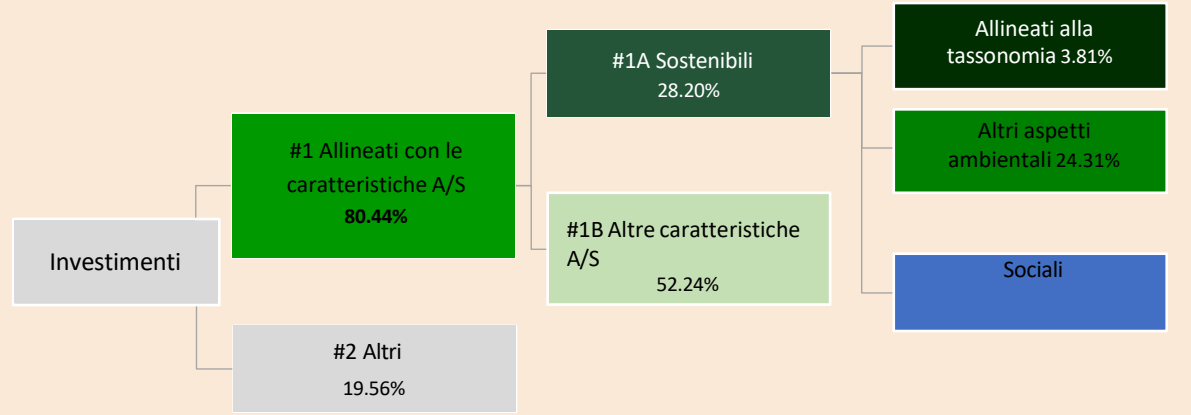 Investimenti
#1 Allineati con le
caratteristiche A/S
80.44%
#2 Altri
19.56%
#1A Sostenibili
28.20%
#1B Altre caratteristiche
A/S
52.24%
Allineati alla
tassonomia 3.81%
Altri aspetti
ambientali 24.31%
Sociali